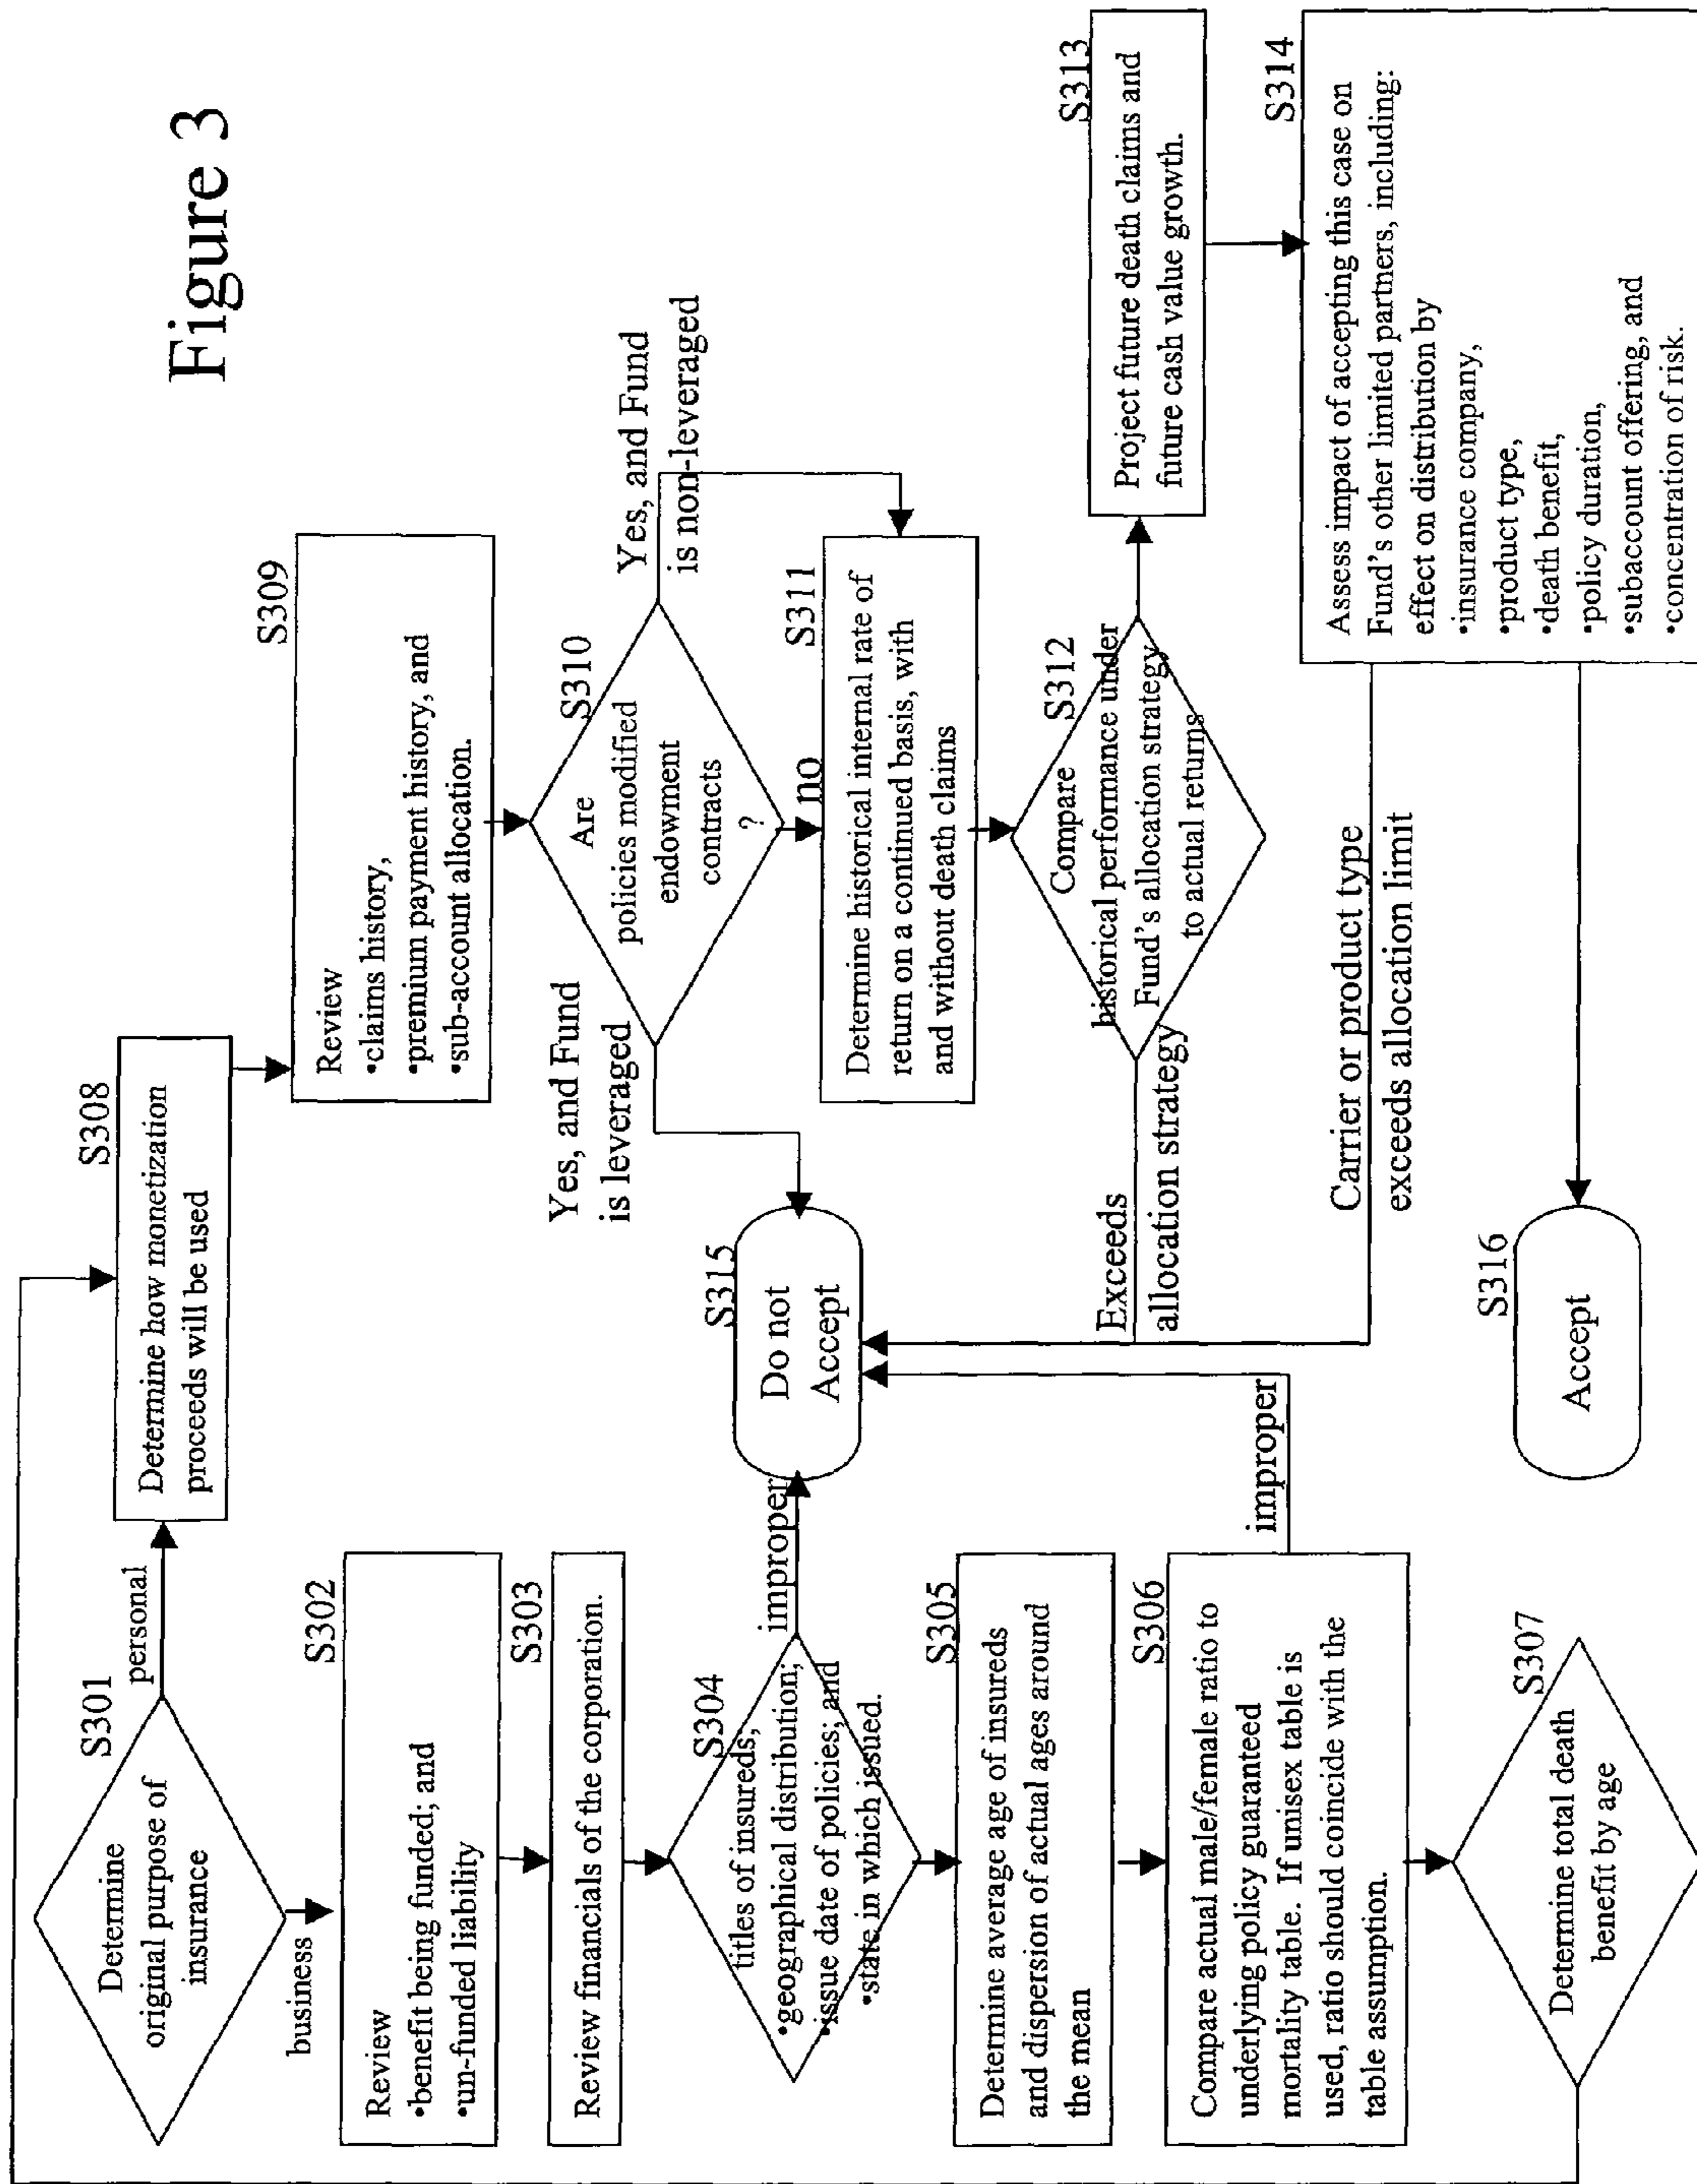 Figure 3
S301
Determine
original purpose of
insurance
personal
business
S302
Review
•benefit being funded; and
•un-funded liability
S303
Review financials of the corporation.
S304
titles of insureds;
•geographical distribution;
•issue date of policies; and
•state in which issued.
improper
S305
Determine average age of insureds
and dispersion of actual ages around
the mean
S306
Compare actual male/female ratio to
underlying policy guaranteed
mortality table. If unisex table is
used, ratio should coincide with the
table assumption.
improper
S307
Determine total death
benefit by age
S308
Determine how monetization
proceeds will be used
S309
Review
•claims history,
•premium payment history, and
•sub-account allocation.
S310
Are
policies modified
endowment
contracts
?
Yes, and Fund
is leveraged
Yes, and Fund
is non-leveraged
no
S311
Determine historical internal rate of
return on a continued basis, with
and without death claims
S312
Compare
historical performance under
Fund's allocation strategy
to actual returns
Exceeds
allocation strategy
S313
Project future death claims and
future cash value growth.
S314
Assess impact of accepting this case on
Fund's other limited partners, including:
effect on distribution by
•insurance company,
•product type,
•death benefit,
•policy duration,
•subaccount offering, and
•concentration of risk.
Carrier or product type
exceeds allocation limit
S315
Do not
Accept
S316
Accept